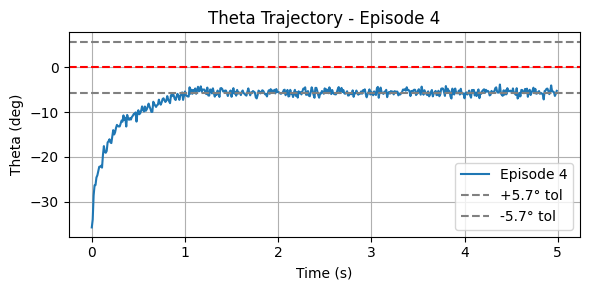 Theta Trajectory - Episode 4
Theta (deg)
0
−10
−20
−30
Episode 4
+5.7° tol
-5.7° tol
0
1
2
3
4
5
Time (s)